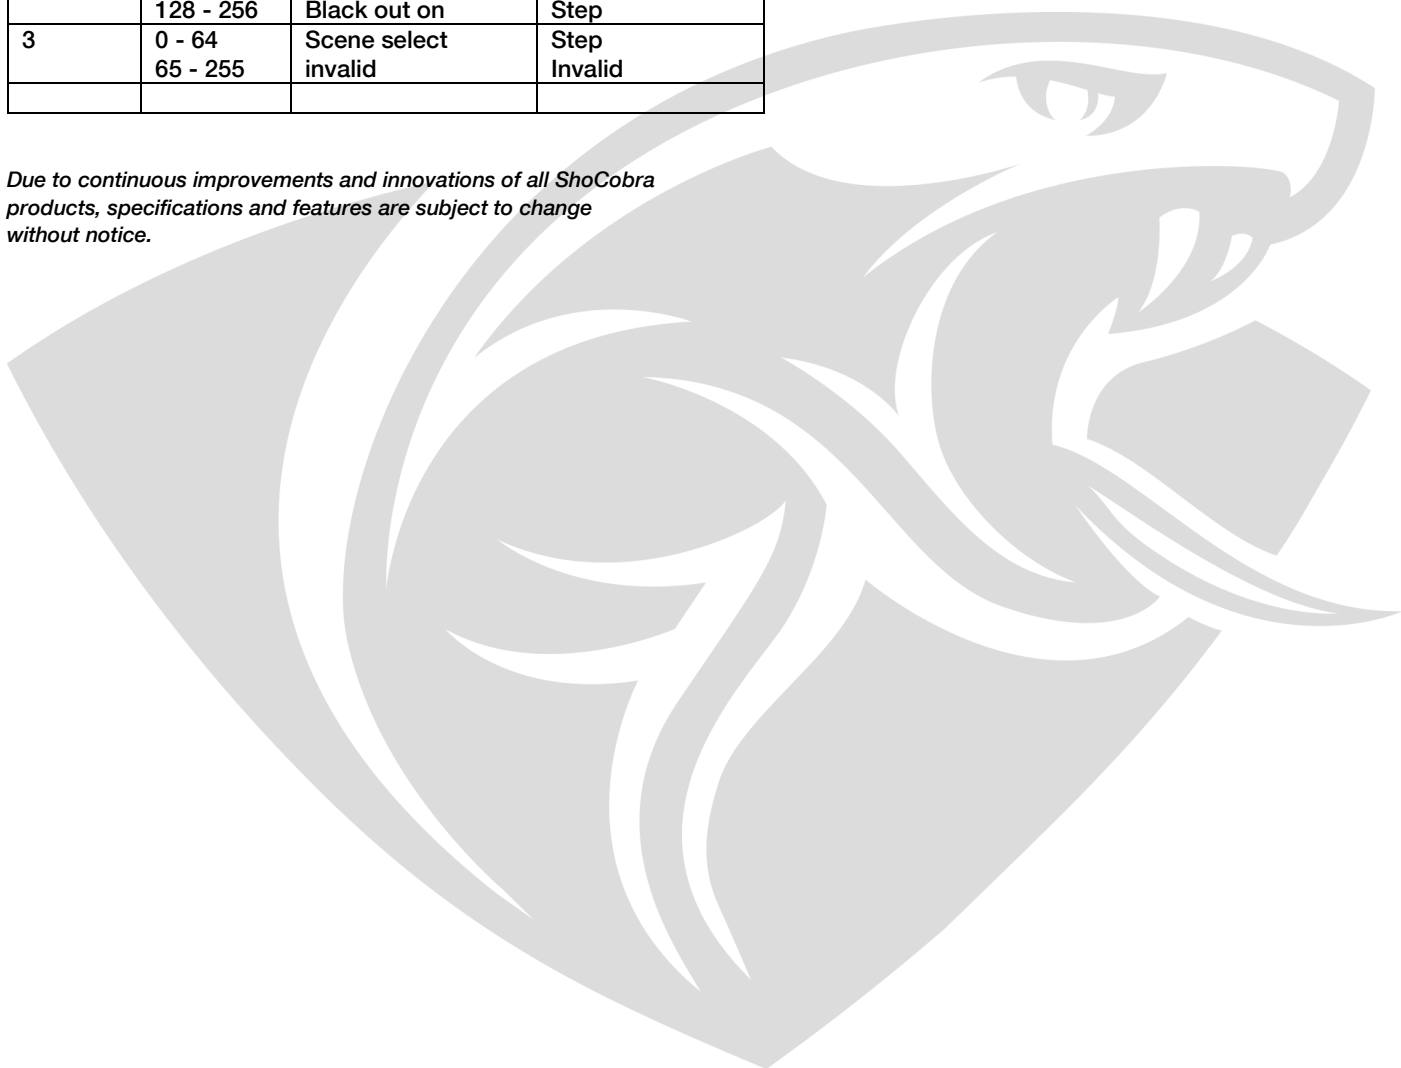 128 - 256 Black out on Step
3 0 - 64 Scene select Step
65 - 255 invalid Invalid
Due to continuous improvements and innovations of all ShoCobra
products, specifications and features are subject to change
without notice.